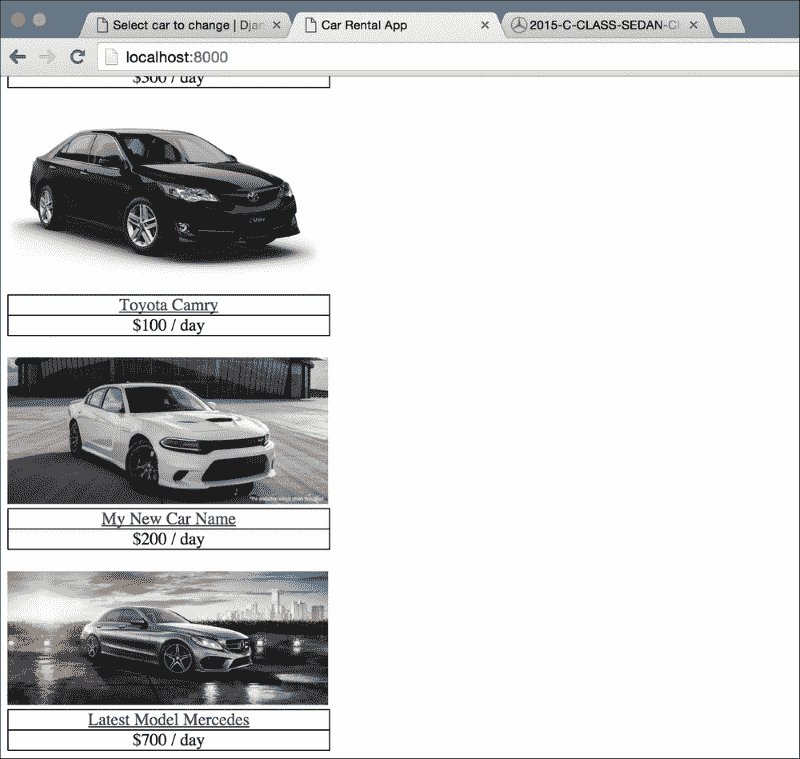 Select car to change | Djan
Car Rental App
2015-C-CLASS-SEDAN-C
localhost:8000
$300 / day
Toyota Camry
$100 / day
My New Car Name
$200 / day
Latest Model Mercedes
$700 / day